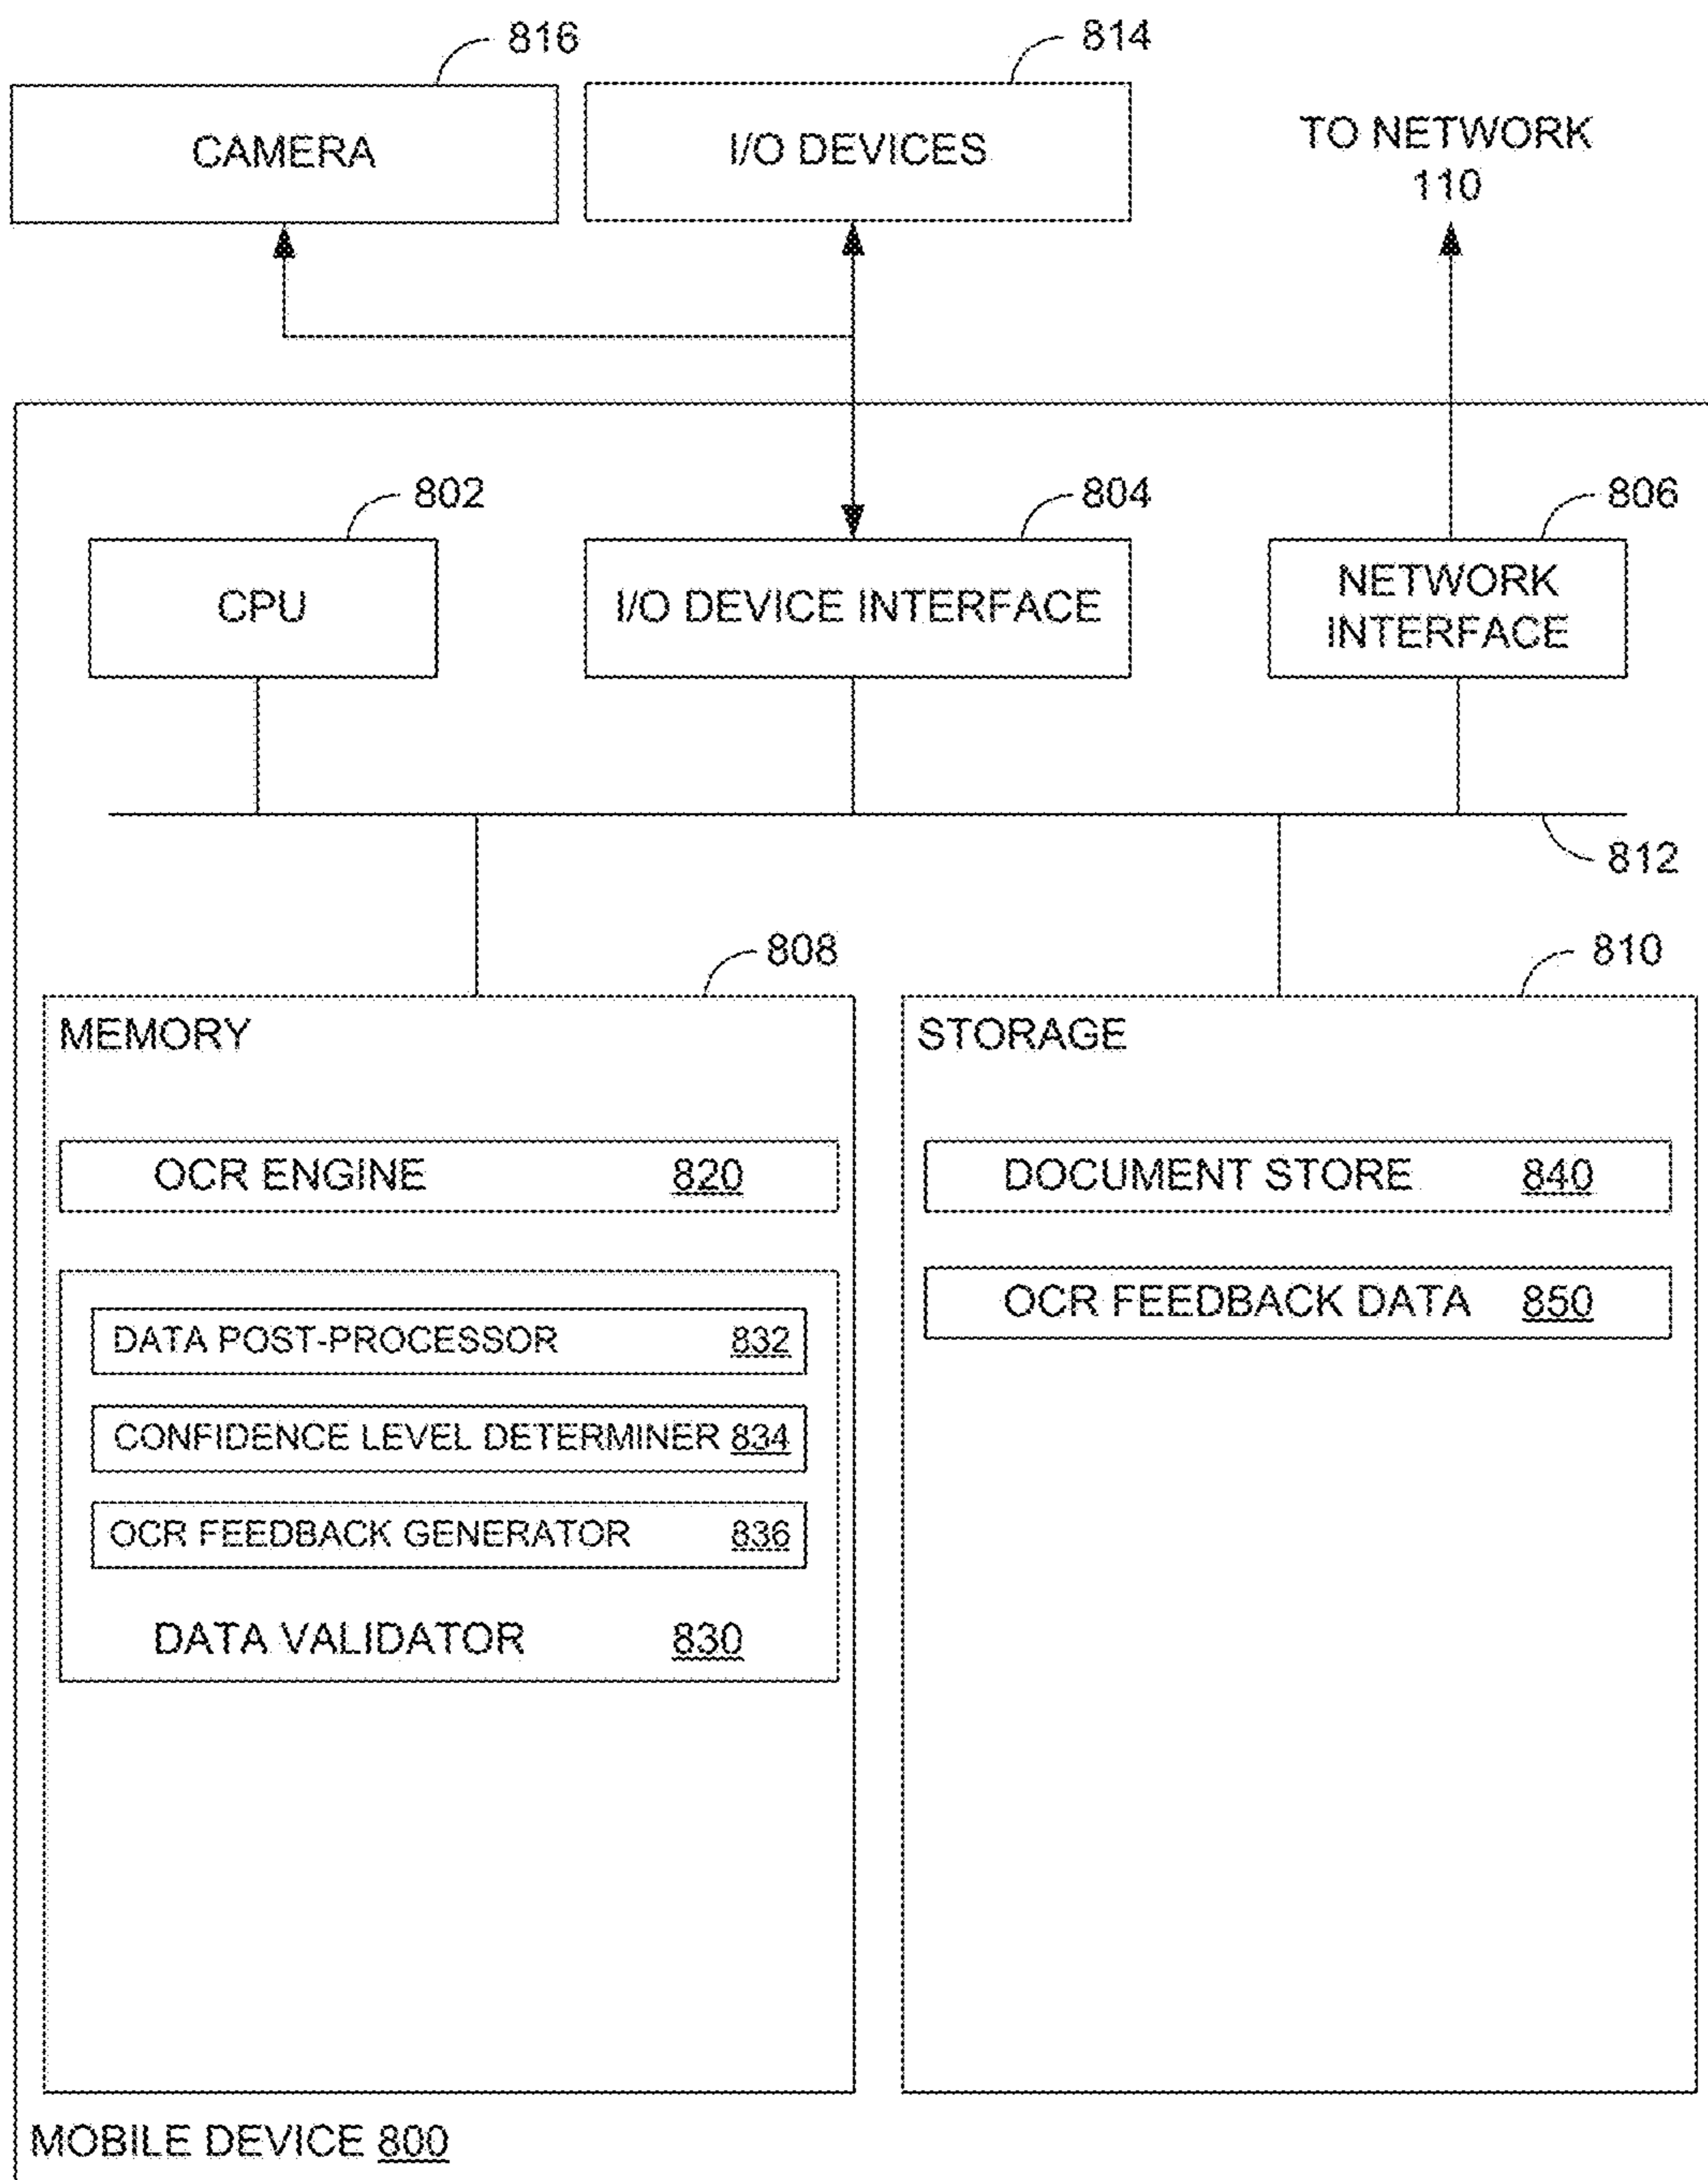 816
814
CAMERA
I/O DEVICES
TO NETWORK
110
802
804
806
CPU
I/O DEVICE INTERFACE
NETWORK
INTERFACE
812
808
810
MEMORY
STORAGE
OCR ENGINE 820
DOCUMENT STORE 840
OCR FEEDBACK DATA 850
DATA POST-PROCESSOR 832
CONFIDENCE LEVEL DETERMINER 834
OCR FEEDBACK GENERATOR 836
DATA VALIDATOR 830
MOBILE DEVICE 800